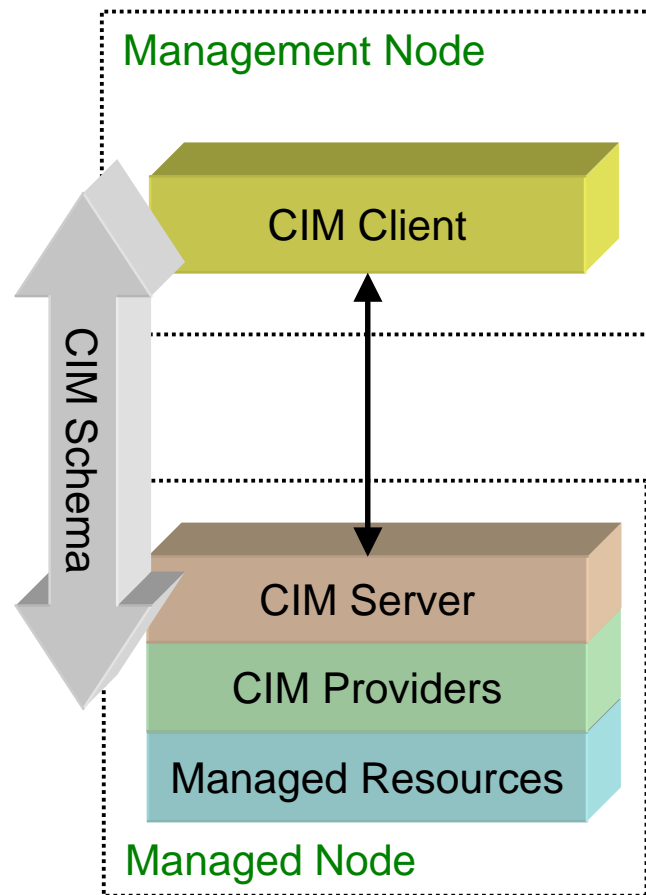 Management Node
CIM Client
CIM Schema
CIM Server
CIM Providers
Managed Resources
Managed Node